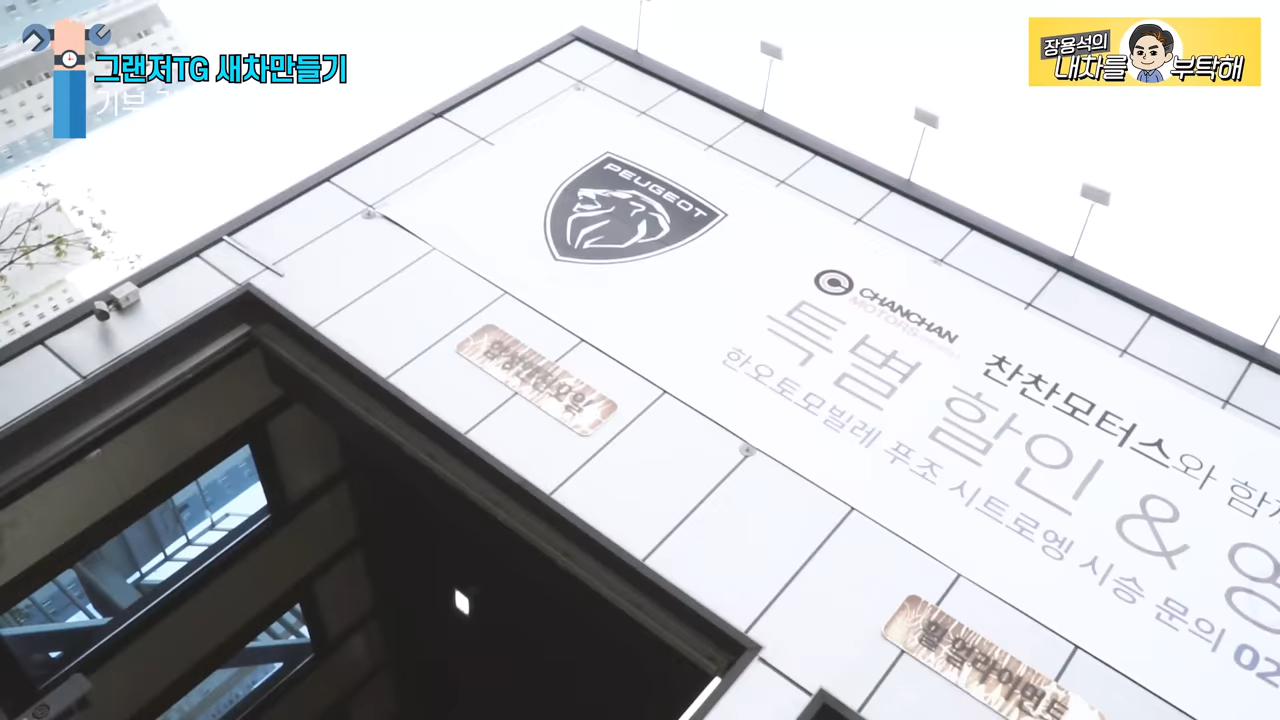 그랜저TG 새차만들기
장용석의
내차를 부탁해
PEUGEOT
CHANCHAN
MOTORS
찬찬모터스와
특별 할인 &
한오토모빌레 푸조 시트로엥 시승 문의 02
휠얼라이먼트